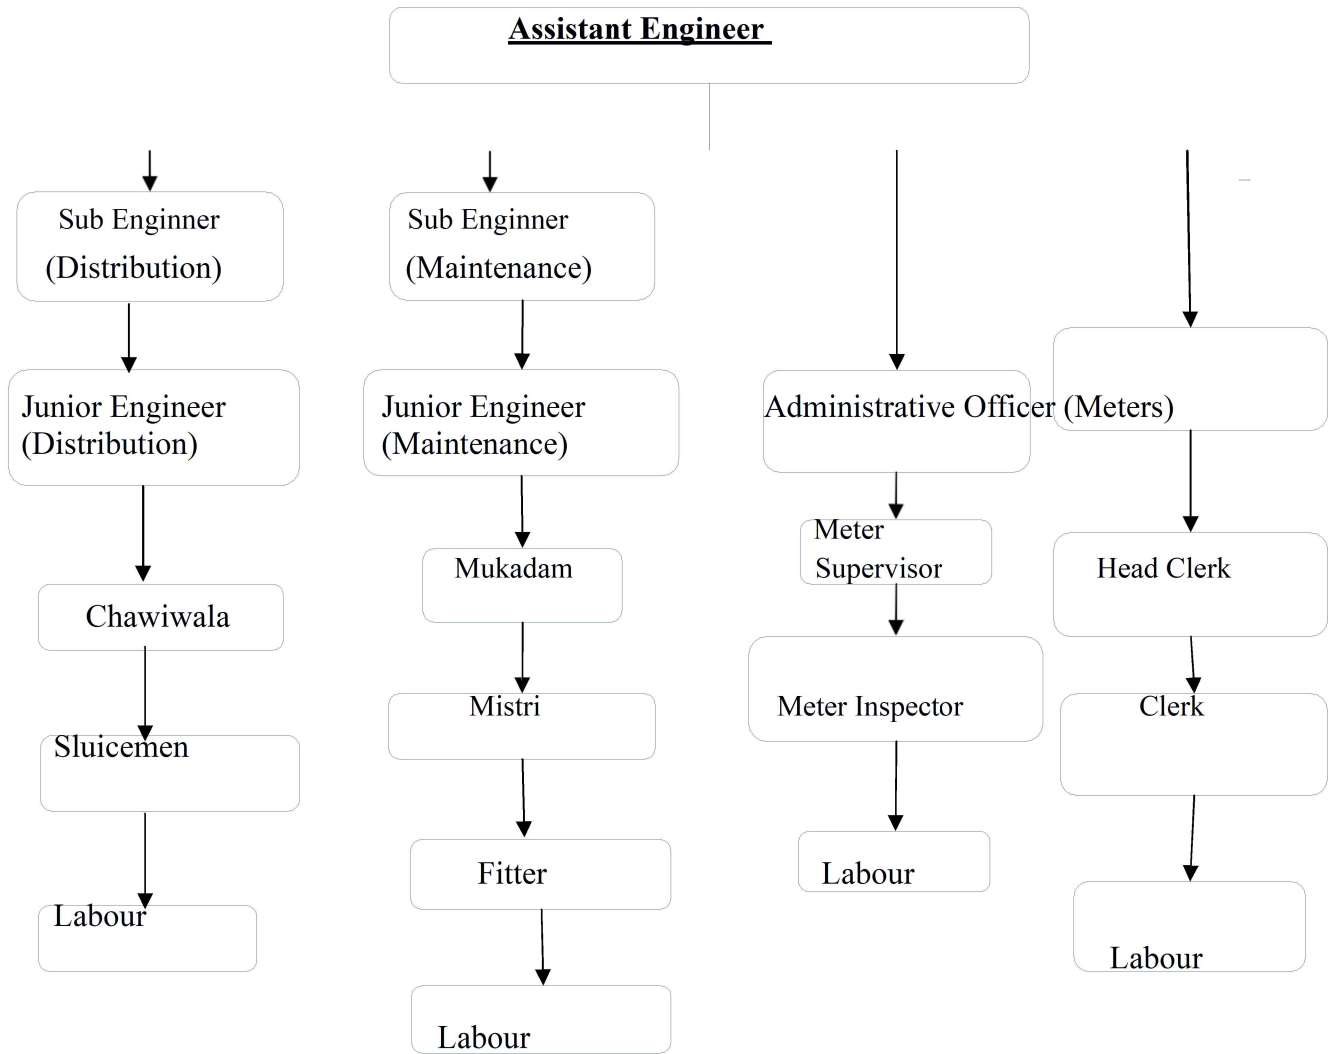 Assistant Engineer
Sub Enginner
(Distribution)
Sub Enginner
(Maintenance)
Junior Engineer
(Distribution)
Junior Engineer
(Maintenance)
Administrative Officer (Meters)
Meter
Supervisor
Mukadam
Head Clerk
Chawiwala
Mistri
Meter Inspector
Clerk
Sluicemen
Fitter
Labour
Labour
Labour
Labour